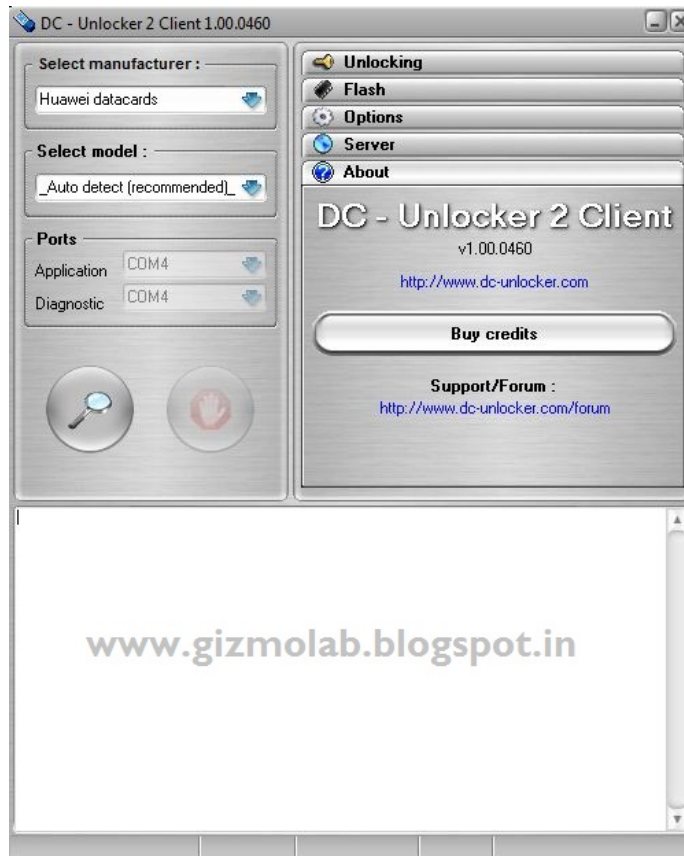 DC - Unlocker 2 Client 1.00.0460
Select manufacturer :
Huawei datacards
Select model :
_Auto detect (recommended)_
Ports
Application COM4
Diagnostic COM4
Unlocking
Flash
Options
Server
About
DC - Unlocker 2 Client
v1.00.0460
http://www.dc-unlocker.com
Buy credits
Support/Forum :
http://www.dc-unlocker.com/forum
www.gizmolab.blogspot.in